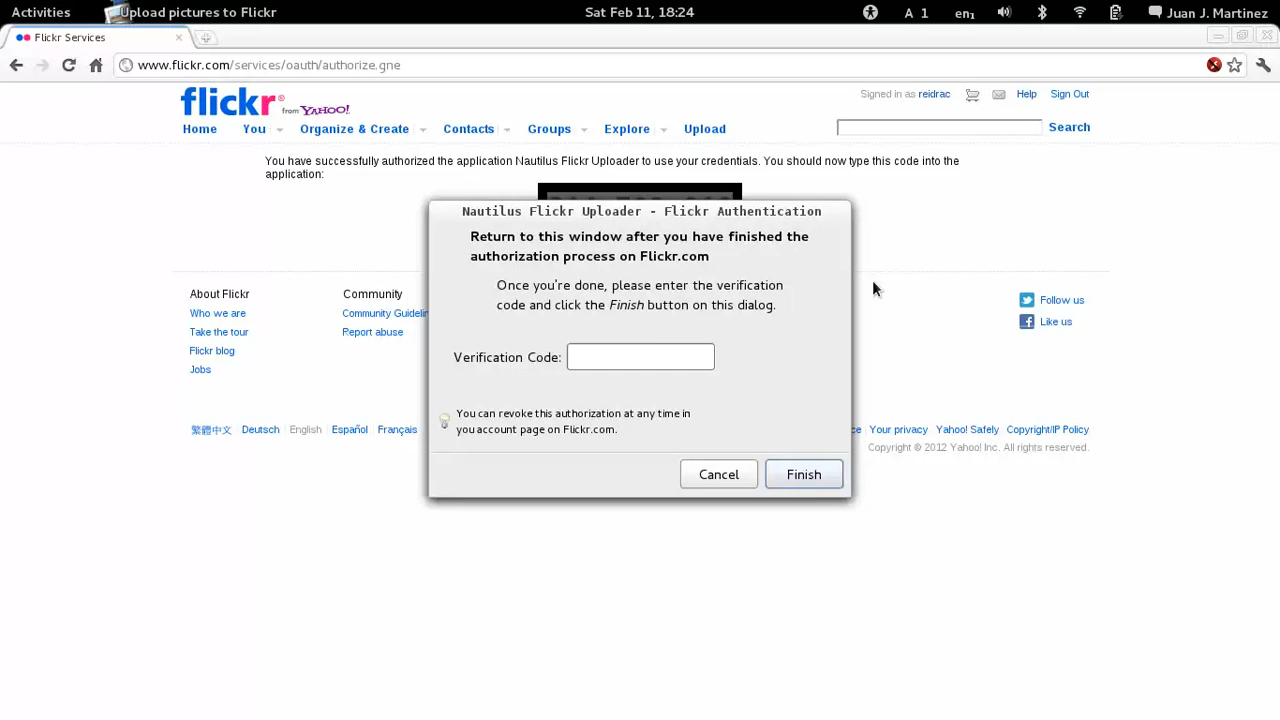 Activities Upload pictures to Flickr Sat Feb 11, 18:24 A 1 en1 Juan J. Martinez
Flickr Services
www.flickr.com/services/oauth/authorize.gne
flickr from YAHOO!
Signed in as reidrac Help Sign Out
Home You Organize & Create Contacts Groups Explore Upload Search
You have successfully authorized the application Nautilus Flickr Uploader to use your credentials. You should now type this code into the
application:
Nautilus Flickr Uploader - Flickr Authentication
Return to this window after you have finished the
authorization process on Flickr.com
Once you're done, please enter the verification
code and click the Finish button on this dialog.
Verification Code:
You can revoke this authorization at any time in
you account page on Flickr.com.
Cancel Finish
About Flickr
Who we are
Take the tour
Flickr blog
Jobs
Community
Community Guidelin
Report abuse
Follow us
Like us
繁體中文 Deutsch English Español Français
Your privacy Yahoo! Safely Copyright/IP Policy
Copyright © 2012 Yahoo! Inc. All rights reserved.